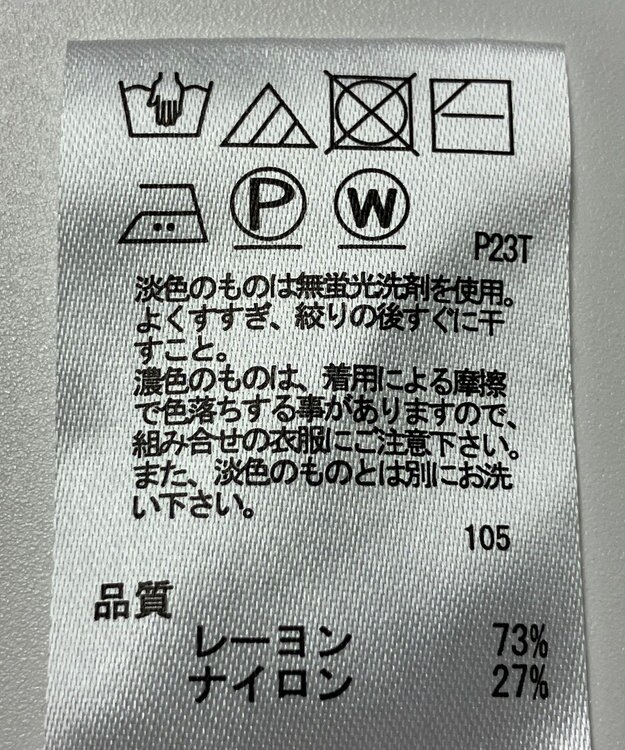 P W
P23T
淡色のものは無蛍光洗剤を使用。
よくすすぎ、絞りの後すぐに干
すこと。
濃色のものは、着用による摩擦
で色落ちする事がありますので、
組み合せの衣服にご注意下さい。
また、淡色のものとは別にお洗
い下さい。
105
品質
レーヨン 73%
ナイロン 27%